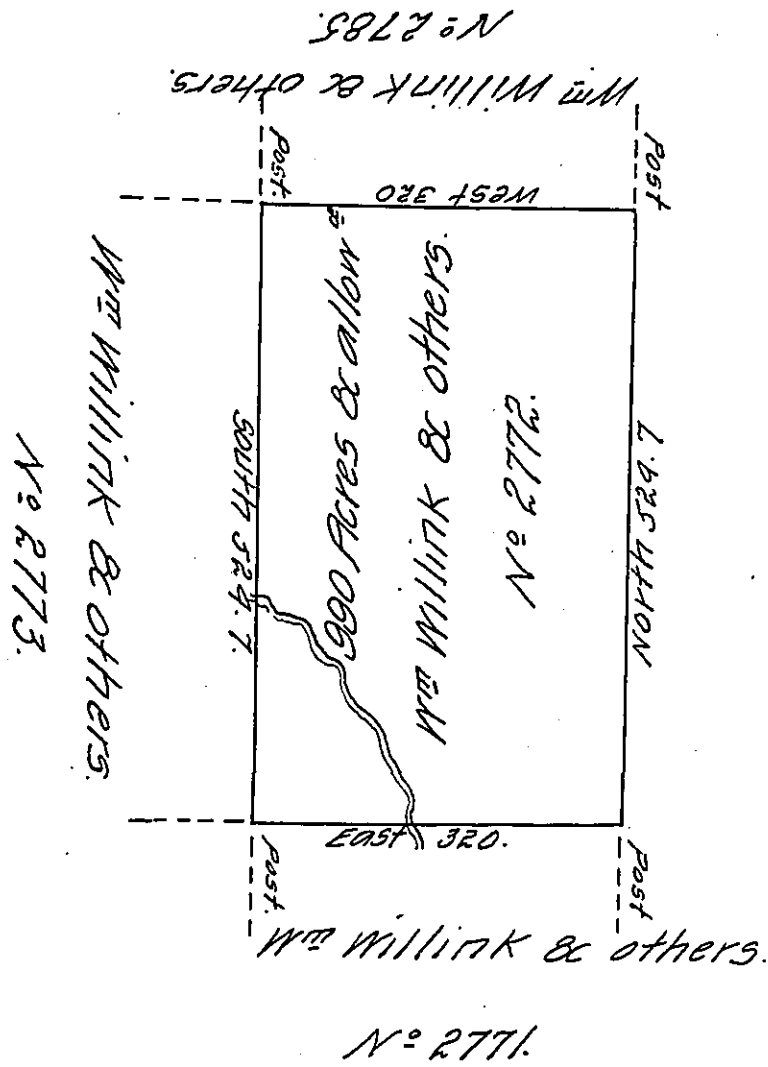 Nº 2785.
Wm Willink & others.
Post.
Post
West 320
Wm Willink & others.
Nº 2773.
South 529.7.
990 Acres & allowce
Wm Willink & others.
Nº 2772.
North 529.7
East 320.
Post.
Post
Wm Willink & others.
Nº 2771.